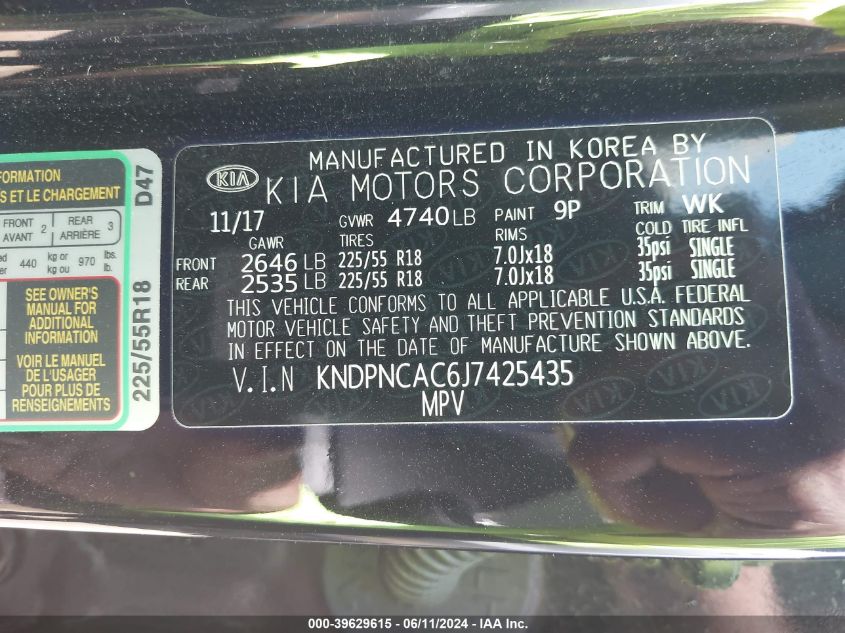 FORMATION
S ET LE CHARGEMENT
D47
FRONT AVANT 2 REAR ARRIÈRE 3
440 kg or kg ou 970 lbs. lb.
SEE OWNER'S
MANUAL FOR
ADDITIONAL
INFORMATION
VOIR LE MANUEL
DE L'USAGER
POUR PLUS DE
RENSEIGNEMENTS
225/55R18
MANUFACTURED IN KOREA BY
KIA KIA MOTORS CORPORATION
11/17 GVWR 4740 LB PAINT 9P TRIM WK
GAWR TIRES RIMS COLD TIRE INFL
FRONT 2646 LB 225/55 R18 7.0Jx18 35psi SINGLE
REAR 2535 LB 225/55 R18 7.0Jx18 35psi SINGLE
THIS VEHICLE CONFORMS TO ALL APPLICABLE U.S.A. FEDERAL
MOTOR VEHICLE SAFETY AND THEFT PREVENTION STANDARDS
IN EFFECT ON THE DATE OF MANUFACTURE SHOWN ABOVE.
V.I.N KNDPNCAC6J7425435
MPV
000-39629615 - 06/11/2024 - IAA Inc.